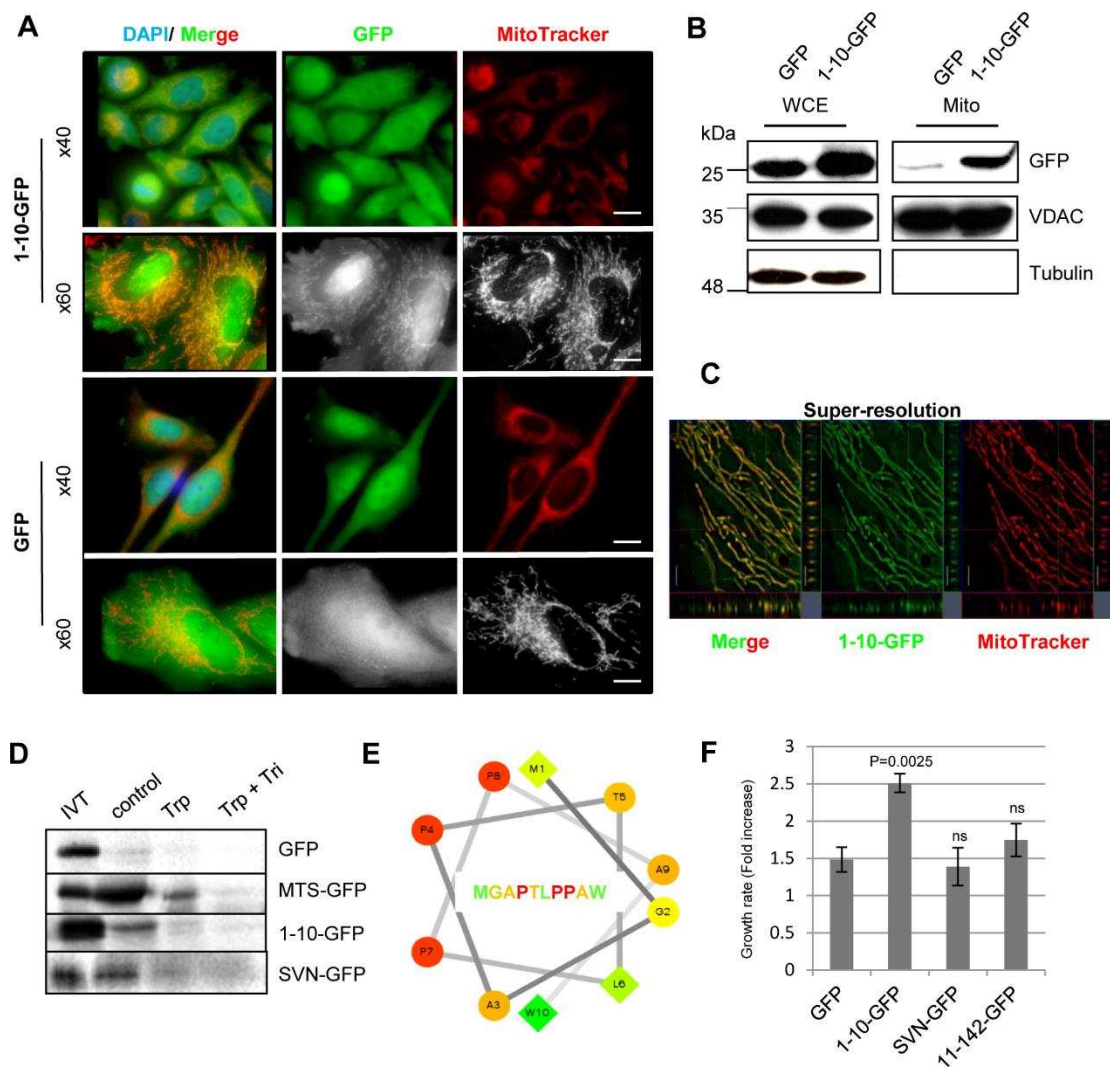 A
DAPI/ Merge GFP MitoTracker
1-10-GFP
x40
x60
GFP
x40
x60
B
GFP 1-10-GFP GFP 1-10-GFP
WCE Mito
kDa
25 GFP
35 VDAC
48 Tubulin
C
Super-resolution
Merge 1-10-GFP MitoTracker
D
IVT control Trp Trp + Tri
GFP
MTS-GFP
1-10-GFP
SVN-GFP
E
P8 M1
T5
P4
A9
MGAPTLPPAW
G2
P7
L6
A3 W10
F
Growth rate (Fold increase)
3
2.5
2
1.5
1
0.5
0
P=0.0025
ns
ns
GFP 1-10-GFP SVN-GFP 11-142-GFP